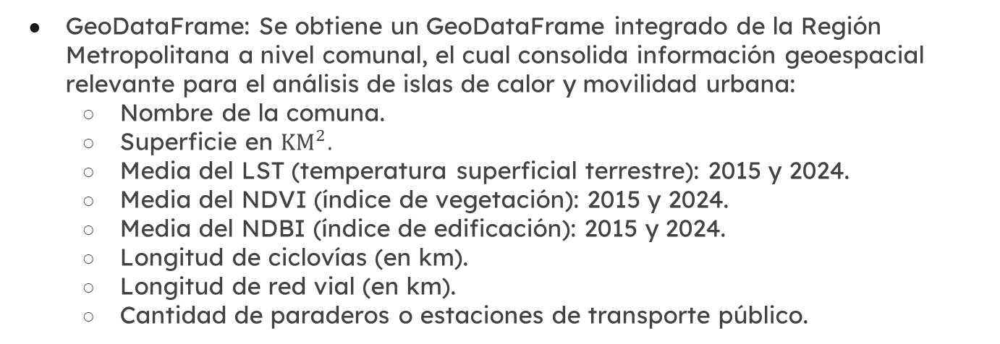 ● GeoDataFrame: Se obtiene un GeoDataFrame integrado de la Región
Metropolitana a nivel comunal, el cual consolida información geoespacial
relevante para el análisis de islas de calor y movilidad urbana:
○ Nombre de la comuna.
○ Superficie en KM².
○ Media del LST (temperatura superficial terrestre): 2015 y 2024.
○ Media del NDVI (índice de vegetación): 2015 y 2024.
○ Media del NDBI (índice de edificación): 2015 y 2024.
○ Longitud de ciclovías (en km).
○ Longitud de red vial (en km).
○ Cantidad de paraderos o estaciones de transporte público.